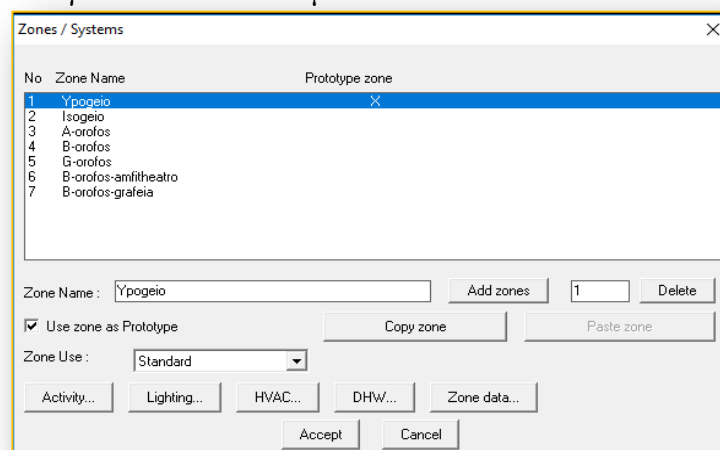 Zones / Systems
No Zone Name Prototype zone
1 Ypogeio X
2 Isogeio
3 A-orofos
4 B-orofos
5 G-orofos
6 B-orofos-amfitheatro
7 B-orofos-grafeia
Zone Name : Ypogeio Add zones 1 Delete
Use zone as Prototype Copy zone Paste zone
Zone Use : Standard
Activity... Lighting... HVAC... DHW... Zone data...
Accept Cancel